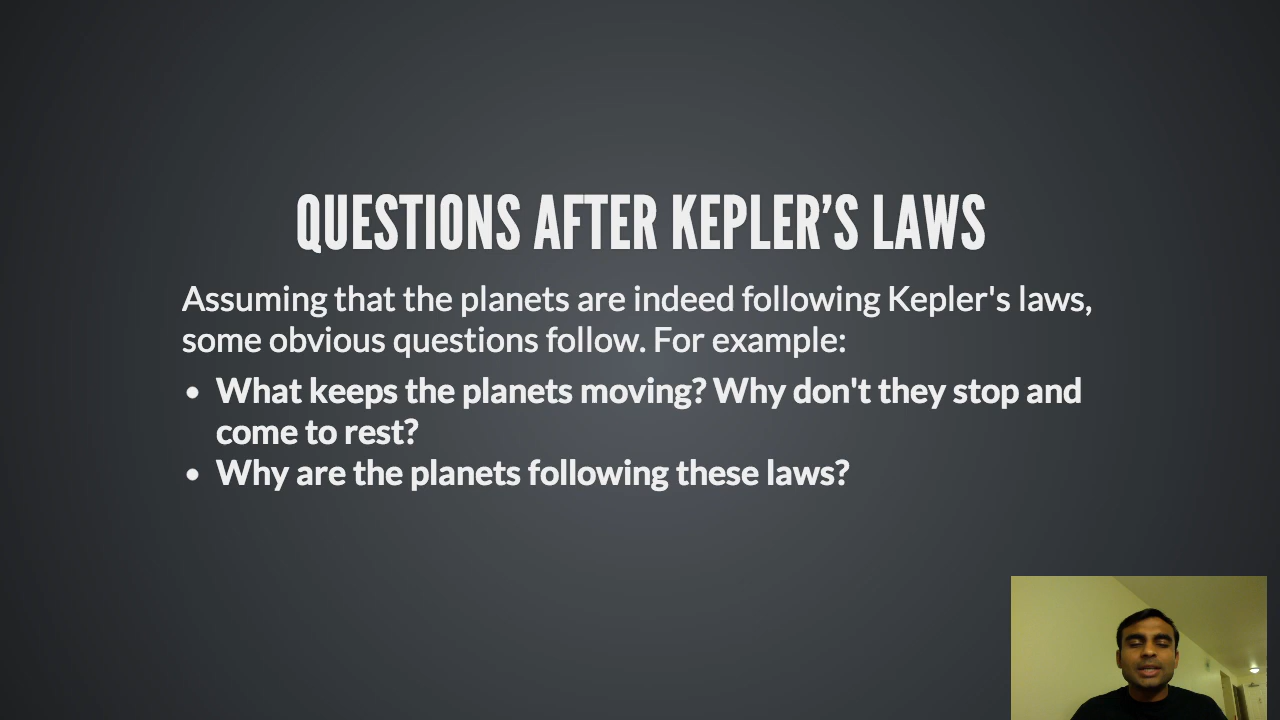 QUESTIONS AFTER KEPLER’S LAWS
Assuming that the planets are indeed following Kepler's laws,
some obvious questions follow. For example:
• What keeps the planets moving? Why don't they stop and
come to rest?
• Why are the planets following these laws?